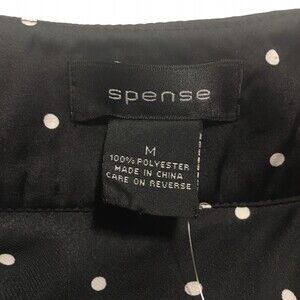 spense
M
100% POLYESTER
MADE IN CHINA
CARE ON REVERSE